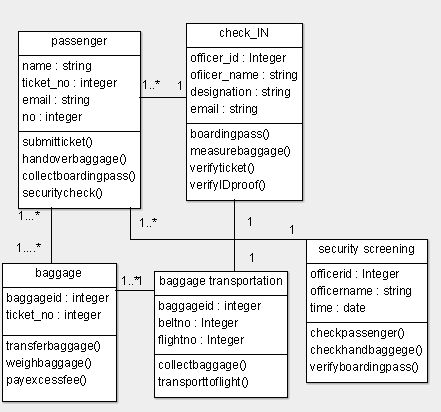 passenger
name : string
ticket_no : integer
email : string
no : integer
submitticket()
handoverbaggage()
collectboardingpass()
securitycheck()
1..*
1
check_IN
officer_id : Integer
ofiicer_name : string
designation : string
email : string
boardingpass()
measurebaggage()
verifyticket()
verifyIDproof()
1...*
1..*
1
1
1....*
1
baggage
baggageid : integer
ticket_no : integer
transferbaggage()
weighbaggage()
payexcessfee()
1..*
1
baggage transportation
baggageid : integer
beltno : Integer
flightno : Integer
collectbaggage()
transporttoflight()
security screening
officerid : Integer
officername : string
time : date
checkpassenger()
checkhandbaggege()
verifyboardingpass()